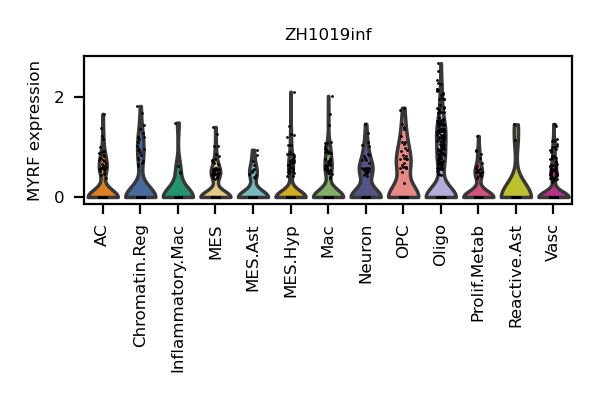 ZH1019inf
MYRF expression
2
0
AC
Chromatin.Reg
Inflammatory.Mac
MES
MES.Ast
MES.Hyp
Mac
Neuron
OPC
Oligo
Prolif.Metab
Reactive.Ast
Vasc